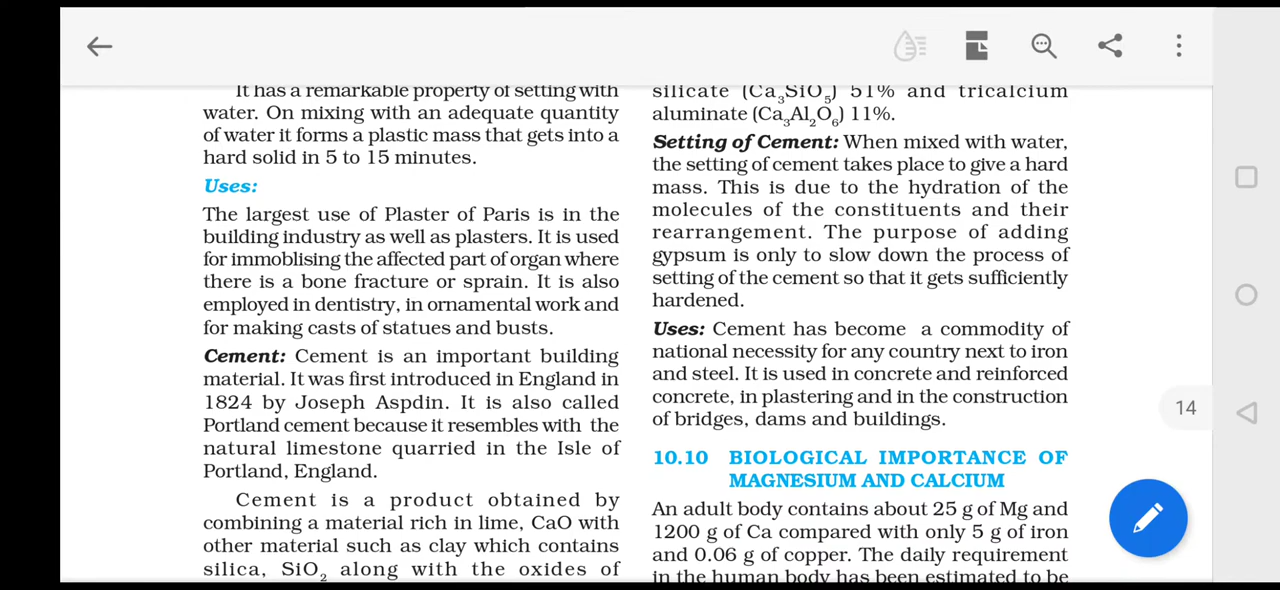 It has a remarkable property of setting with
water. On mixing with an adequate quantity
of water it forms a plastic mass that gets into a
hard solid in 5 to 15 minutes.
Uses:
The largest use of Plaster of Paris is in the
building industry as well as plasters. It is used
for immoblising the affected part of organ where
there is a bone fracture or sprain. It is also
employed in dentistry, in ornamental work and
for making casts of statues and busts.
Cement: Cement is an important building
material. It was first introduced in England in
1824 by Joseph Aspdin. It is also called
Portland cement because it resembles with the
natural limestone quarried in the Isle of
Portland, England.
Cement is a product obtained by
combining a material rich in lime, CaO with
other material such as clay which contains
silica, SiO₂ along with the oxides of
silicate (Ca₃SiO₅) 51% and tricalcium
aluminate (Ca₃Al₂O₆) 11%.
Setting of Cement: When mixed with water,
the setting of cement takes place to give a hard
mass. This is due to the hydration of the
molecules of the constituents and their
rearrangement. The purpose of adding
gypsum is only to slow down the process of
setting of the cement so that it gets sufficiently
hardened.
Uses: Cement has become a commodity of
national necessity for any country next to iron
and steel. It is used in concrete and reinforced
concrete, in plastering and in the construction
of bridges, dams and buildings.
10.10 BIOLOGICAL IMPORTANCE OF
MAGNESIUM AND CALCIUM
An adult body contains about 25 g of Mg and
1200 g of Ca compared with only 5 g of iron
and 0.06 g of copper. The daily requirement
in the human body has been estimated to be
14